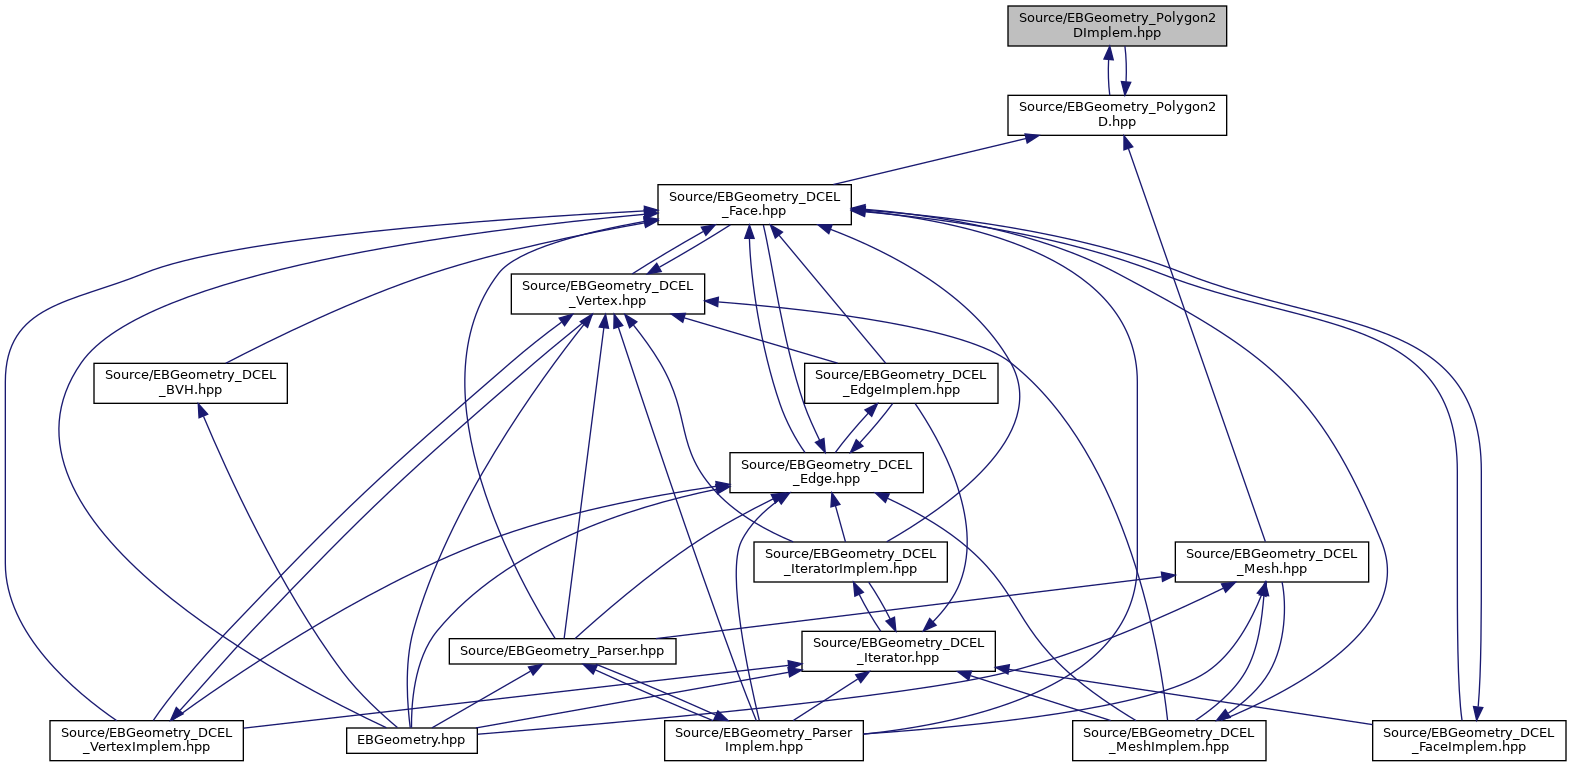 Source/EBGeometry_Polygon2
DImplem.hpp
Source/EBGeometry_Polygon2
D.hpp
Source/EBGeometry_DCEL
_Face.hpp
Source/EBGeometry_DCEL
_Vertex.hpp
Source/EBGeometry_DCEL
_BVH.hpp
Source/EBGeometry_DCEL
_EdgeImplem.hpp
Source/EBGeometry_DCEL
_Edge.hpp
Source/EBGeometry_DCEL
_IteratorImplem.hpp
Source/EBGeometry_DCEL
_Mesh.hpp
Source/EBGeometry_Parser.hpp
Source/EBGeometry_DCEL
_Iterator.hpp
Source/EBGeometry_DCEL
_VertexImplem.hpp
EBGeometry.hpp
Source/EBGeometry_Parser
Implem.hpp
Source/EBGeometry_DCEL
_MeshImplem.hpp
Source/EBGeometry_DCEL
_FaceImplem.hpp